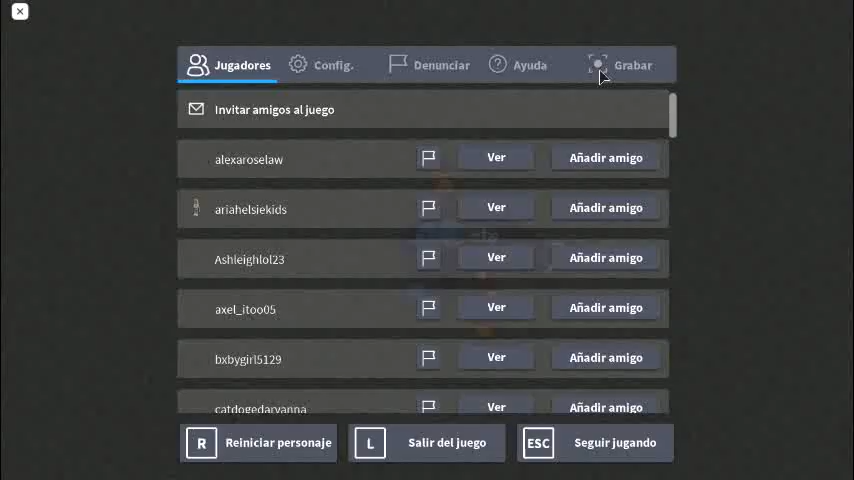 Jugadores Config. Denunciar Ayuda Grabar
Invitar amigos al juego
alexaroselaw Ver Añadir amigo
ariahelsiekids Ver Añadir amigo
Ashleighlol23 Ver Añadir amigo
axel_itoo05 Ver Añadir amigo
bxbygirl5129 Ver Añadir amigo
catdogedaryanna Ver Añadir amigo
R Reiniciar personaje L Salir del juego ESC Seguir jugando